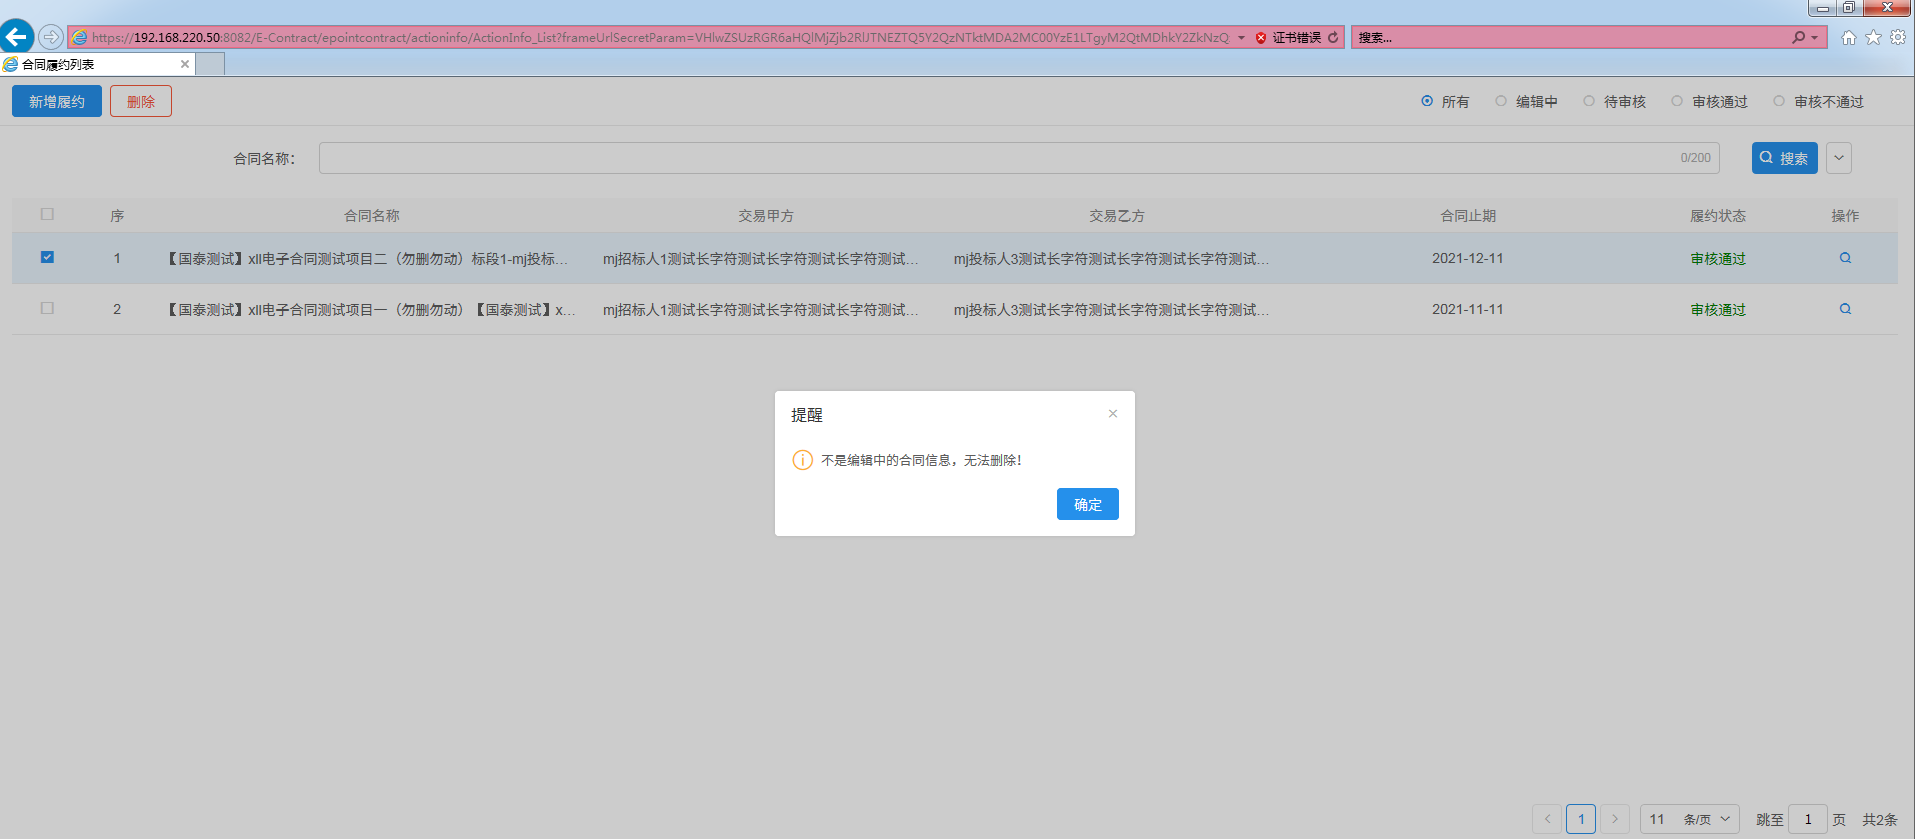 https://192.168.220.50:8082/E-Contract/epointcontract/actioninfo/ActionInfo_List?frameUrlSecretParam=VHlwZSUzRGR6aHQlMjZjb2RlJTNEZTQ5Y2QzNTktMDA2MC00YzE1LTgyM2QtMDhkY2ZkNzQ 证书错误 搜索...
合同履约列表
新增履约 删除 所有 编辑中 待审核 审核通过 审核不通过
合同名称： 0/200 搜索
序 合同名称 交易甲方 交易乙方 合同止期 履约状态 操作
1 【国泰测试】xll电子合同测试项目二（勿删勿动）标段1-mj投标... mj招标人1测试长字符测试长字符测试长字符测试... mj投标人3测试长字符测试长字符测试长字符测试... 2021-12-11 审核通过
2 【国泰测试】xll电子合同测试项目一（勿删勿动）【国泰测试】x... mj招标人1测试长字符测试长字符测试长字符测试... mj投标人3测试长字符测试长字符测试长字符测试... 2021-11-11 审核通过
提醒
不是编辑中的合同信息，无法删除！
确定
1 11 条/页 跳至 1 页 共2条